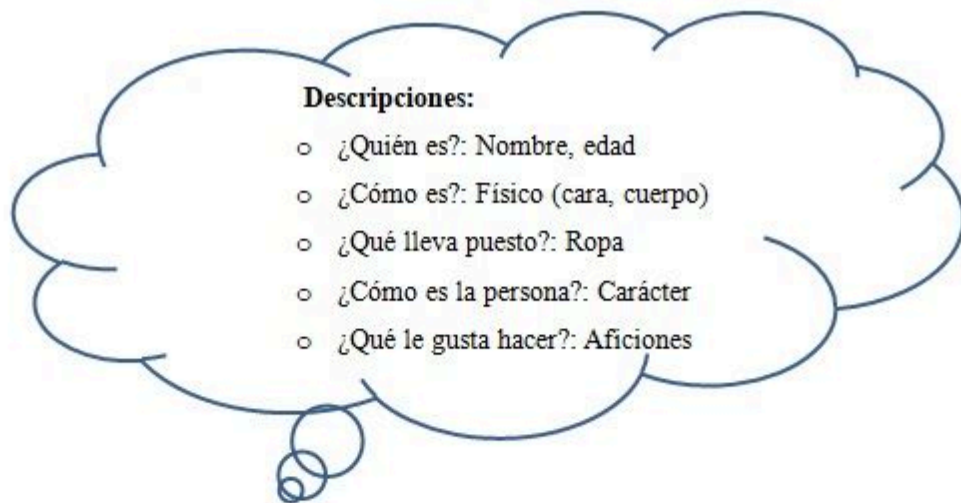 Descripciones:
o ¿Quién es?: Nombre, edad
o ¿Cómo es?: Físico (cara, cuerpo)
o ¿Qué lleva puesto?: Ropa
o ¿Cómo es la persona?: Carácter
o ¿Qué le gusta hacer?: Aficiones